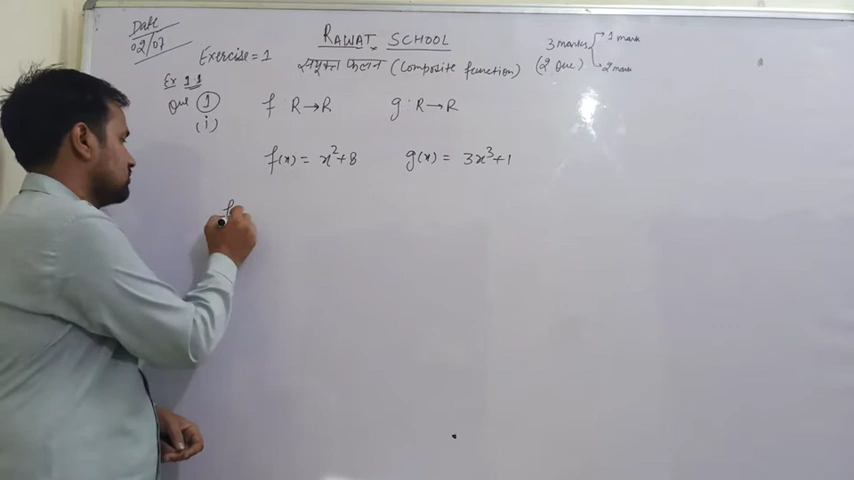 Date
02/07
RAWAT SCHOOL
Exercise = 1
संयुक्त फलन (Composite function) (2 Que) 3 marks
1 mark
2 mark
Ex 1.1
Que 1 f : R→R g : R→R
(i)
f(x) = x²+8 g(x) = 3x³+1
f